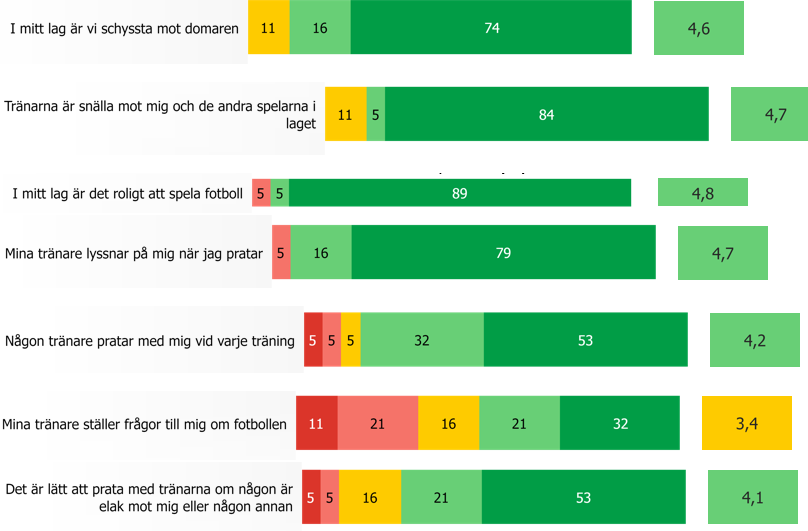 I mitt lag är vi schyssta mot domaren 11 16 74 4,6
Tränarna är snälla mot mig och de andra spelarna i
laget 11 5 84 4,7
I mitt lag är det roligt att spela fotboll 5 5 89 4,8
Mina tränare lyssnar på mig när jag pratar 5 16 79 4,7
Någon tränare pratar med mig vid varje träning 5 5 5 32 53 4,2
Mina tränare ställer frågor till mig om fotbollen 11 21 16 21 32 3,4
Det är lätt att prata med tränarna om någon är
elak mot mig eller någon annan 5 5 16 21 53 4,1